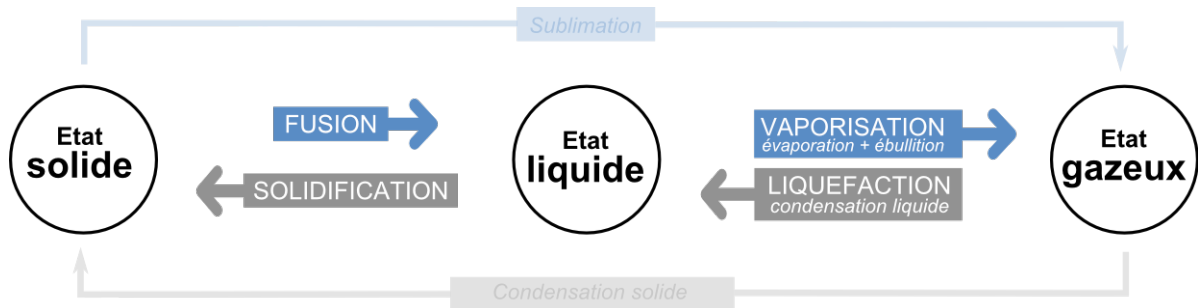 Sublimation
Etat
solide
FUSION
SOLIDIFICATION
Etat
liquide
VAPORISATION
évaporation + ébullition
LIQUEFACTION
condensation liquide
Etat
gazeux
Condensation solide